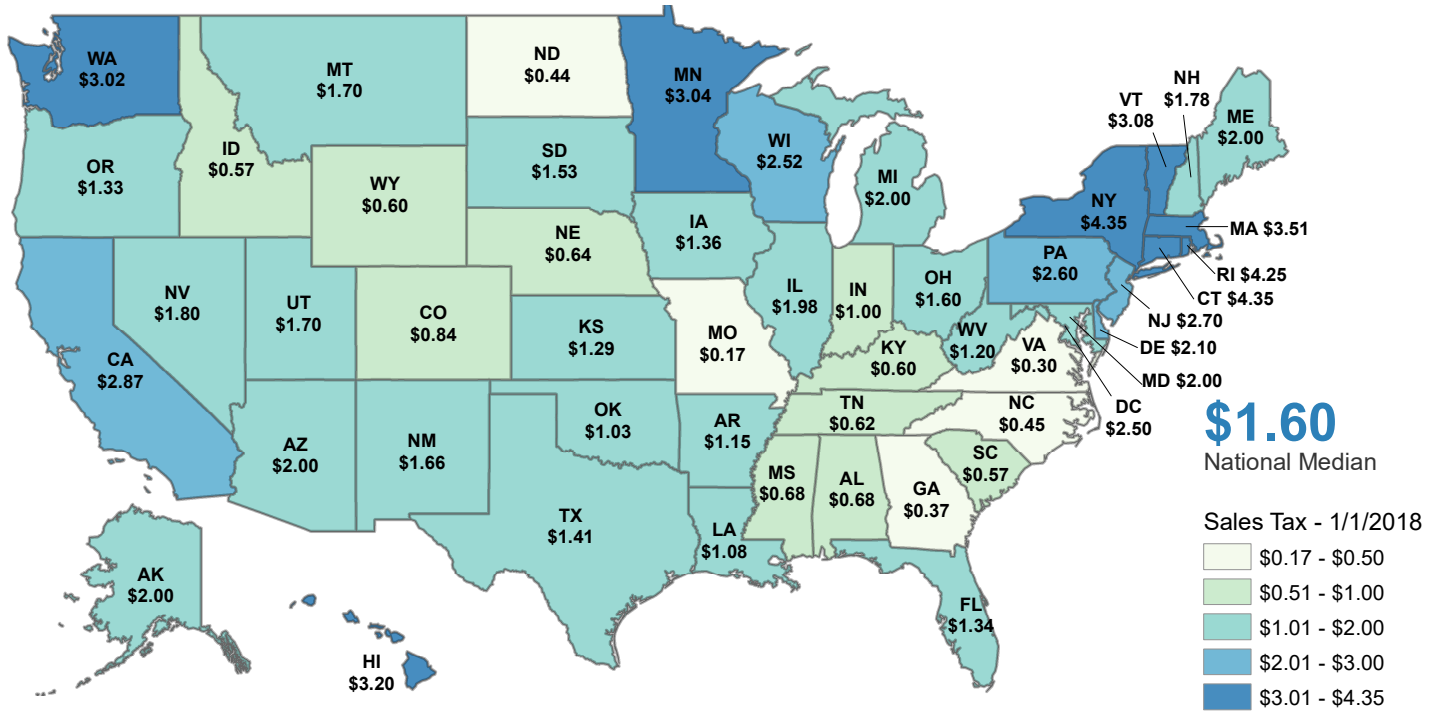 WA
$3.02
MT
$1.70
ND
$0.44
MN
$3.04
NH
$1.78
VT
$3.08
ME
$2.00
OR
$1.33
ID
$0.57
WY
$0.60
SD
$1.53
WI
$2.52
MI
$2.00
NY
$4.35
MA $3.51
RI $4.25
CT $4.35
NJ $2.70
DE $2.10
MD $2.00
DC
$2.50
PA
$2.60
IA
$1.36
NE
$0.64
NV
$1.80
UT
$1.70
CO
$0.84
KS
$1.29
MO
$0.17
IL
$1.98
IN
$1.00
OH
$1.60
WV
$1.20
VA
$0.30
KY
$0.60
CA
$2.87
AZ
$2.00
NM
$1.66
OK
$1.03
AR
$1.15
TN
$0.62
NC
$0.45
SC
$0.57
MS
$0.68
AL
$0.68
GA
$0.37
TX
$1.41
LA
$1.08
FL
$1.34
AK
$2.00
HI
$3.20
$1.60
National Median
Sales Tax - 1/1/2018
$0.17 - $0.50
$0.51 - $1.00
$1.01 - $2.00
$2.01 - $3.00
$3.01 - $4.35